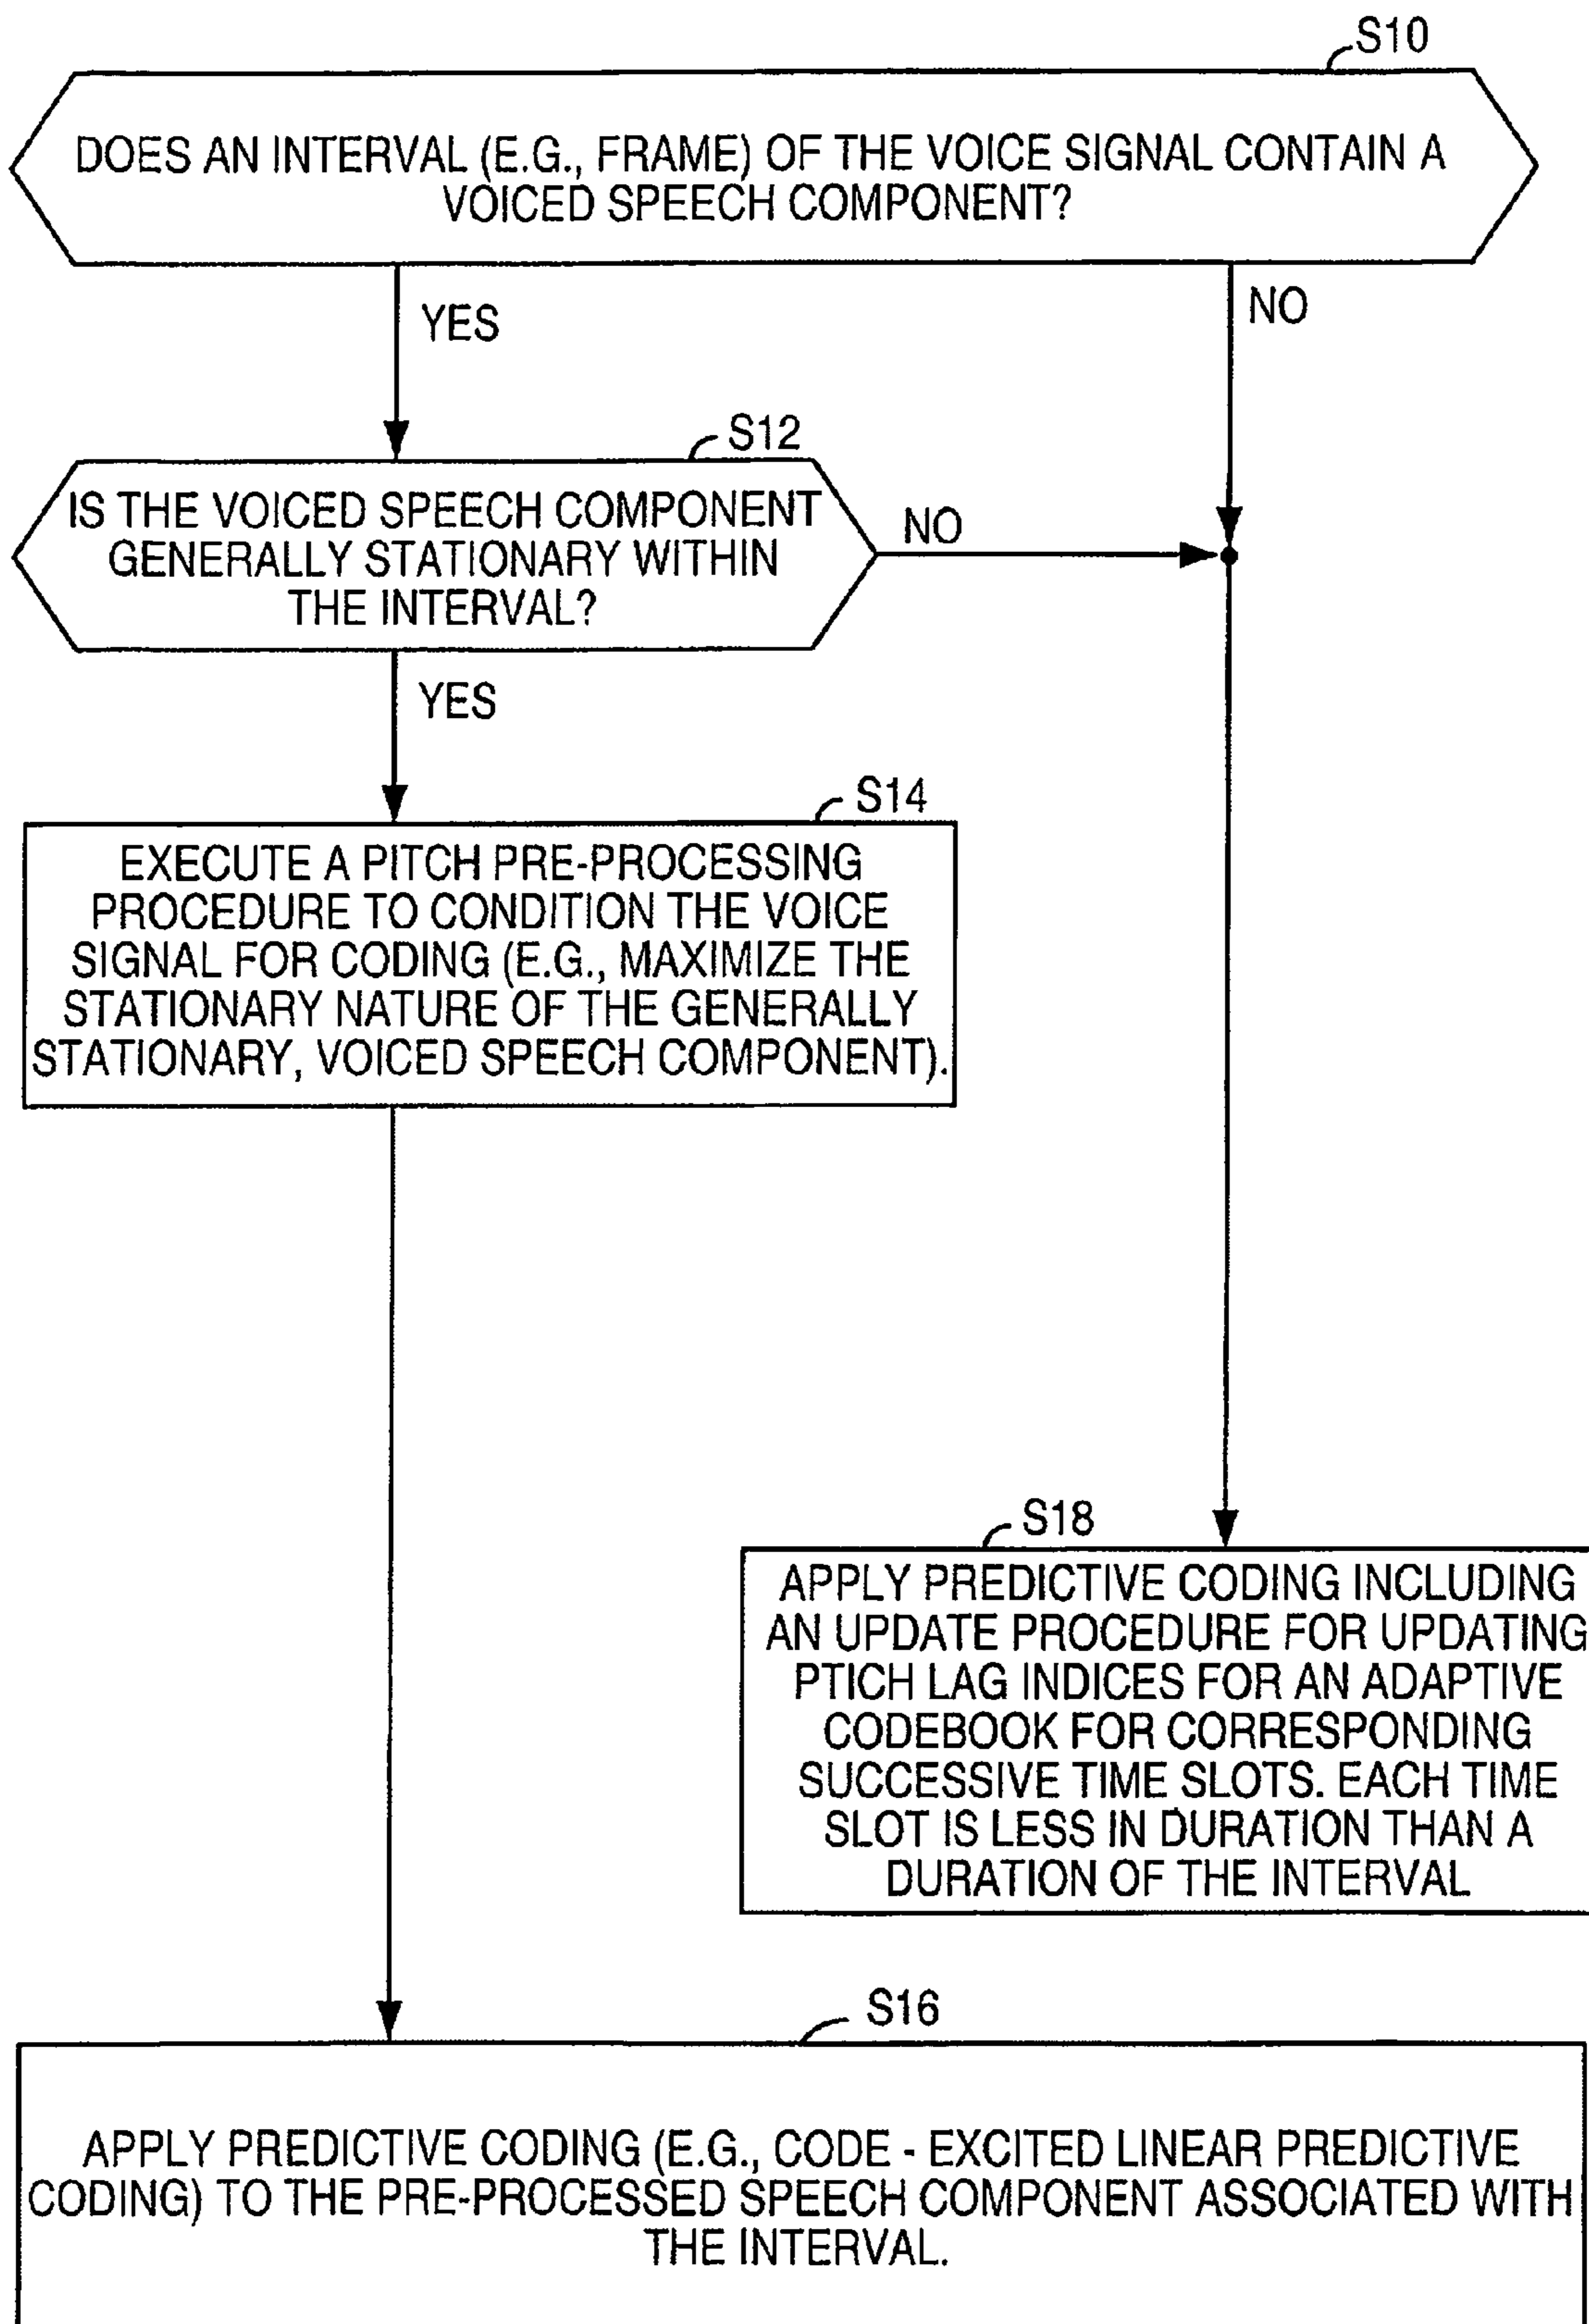 S10
DOES AN INTERVAL (E.G., FRAME) OF THE VOICE SIGNAL CONTAIN A
VOICED SPEECH COMPONENT?
YES
NO
S12
IS THE VOICED SPEECH COMPONENT
GENERALLY STATIONARY WITHIN
THE INTERVAL?
NO
YES
S14
EXECUTE A PITCH PRE-PROCESSING
PROCEDURE TO CONDITION THE VOICE
SIGNAL FOR CODING (E.G., MAXIMIZE THE
STATIONARY NATURE OF THE GENERALLY
STATIONARY, VOICED SPEECH COMPONENT).
S18
APPLY PREDICTIVE CODING INCLUDING
AN UPDATE PROCEDURE FOR UPDATING
PTICH LAG INDICES FOR AN ADAPTIVE
CODEBOOK FOR CORRESPONDING
SUCCESSIVE TIME SLOTS. EACH TIME
SLOT IS LESS IN DURATION THAN A
DURATION OF THE INTERVAL
S16
APPLY PREDICTIVE CODING (E.G., CODE - EXCITED LINEAR PREDICTIVE
CODING) TO THE PRE-PROCESSED SPEECH COMPONENT ASSOCIATED WITH
THE INTERVAL.